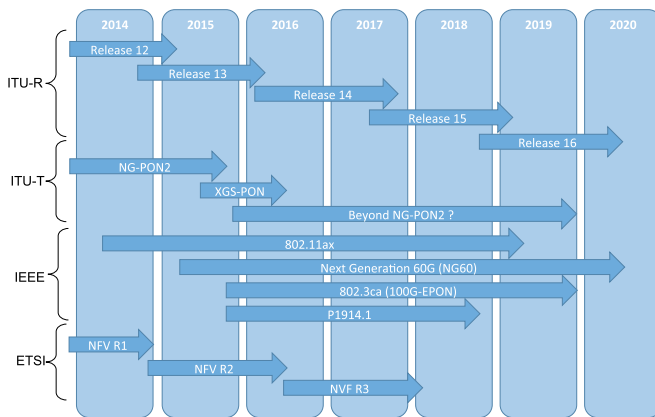 2014 2015 2016 2017 2018 2019 2020
Release 12
Release 13
ITU-R
Release 14
Release 15
Release 16
NG-PON2
ITU-T
XGS-PON
Beyond NG-PON2 ?
802.11ax
Next Generation 60G (NG60)
IEEE
802.3ca (100G-EPON)
P1914.1
NFV R1
ETSI
NFV R2
NVF R3